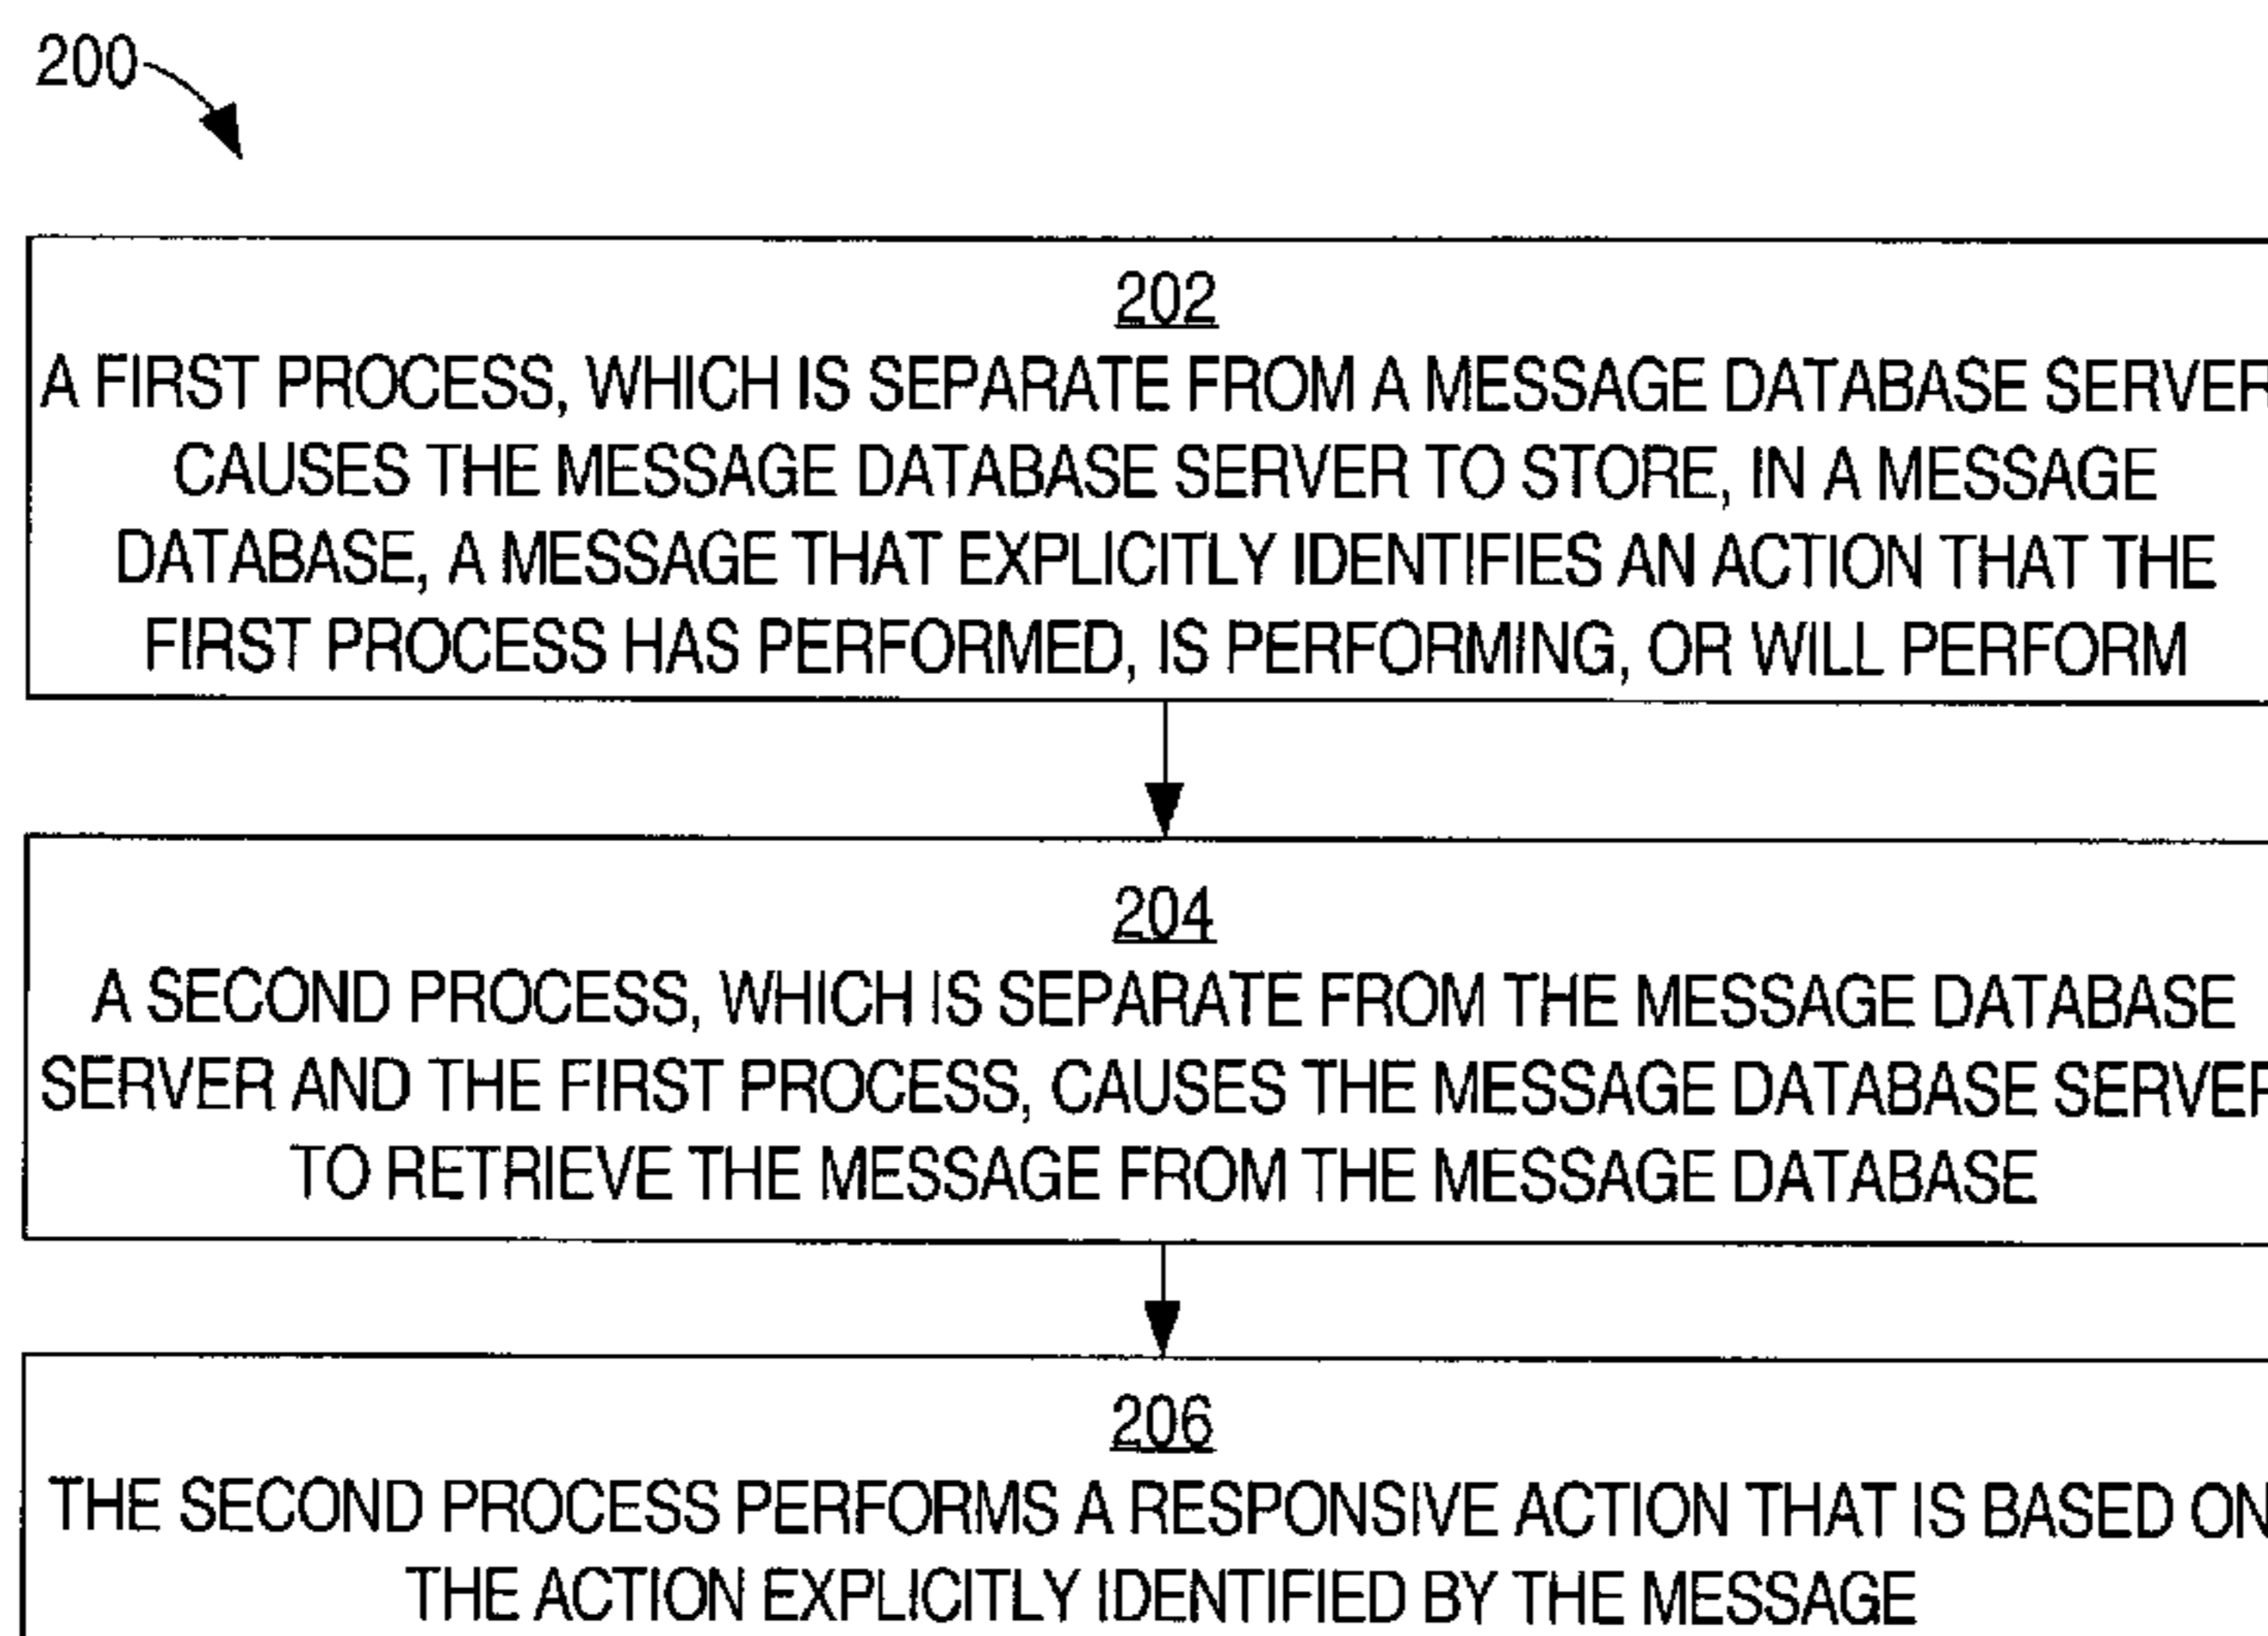 200
202
A FIRST PROCESS, WHICH IS SEPARATE FROM A MESSAGE DATABASE SERVER
CAUSES THE MESSAGE DATABASE SERVER TO STORE, IN A MESSAGE
DATABASE, A MESSAGE THAT EXPLICITLY IDENTIFIES AN ACTION THAT THE
FIRST PROCESS HAS PERFORMED, IS PERFORMING, OR WILL PERFORM
204
A SECOND PROCESS, WHICH IS SEPARATE FROM THE MESSAGE DATABASE
SERVER AND THE FIRST PROCESS, CAUSES THE MESSAGE DATABASE SERVER
TO RETRIEVE THE MESSAGE FROM THE MESSAGE DATABASE
206
THE SECOND PROCESS PERFORMS A RESPONSIVE ACTION THAT IS BASED ON
THE ACTION EXPLICITLY IDENTIFIED BY THE MESSAGE